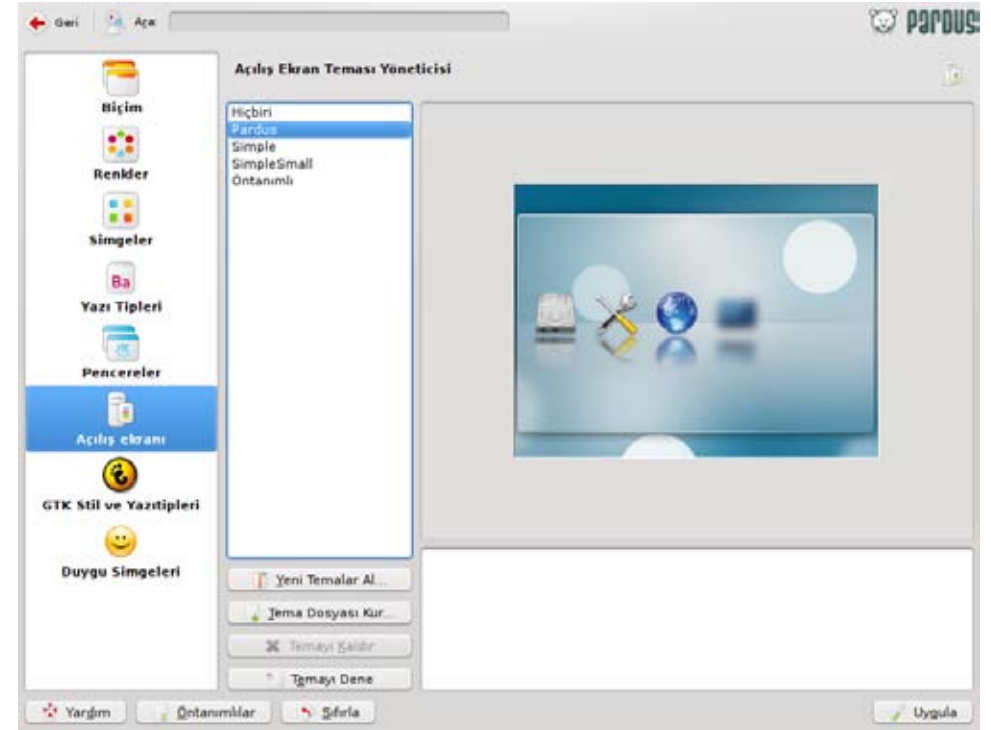 Geri
Ara:
PARDUS
Biçim
Renkler
Simgeler
Ba
Yazı Tipleri
Pencereler
Açılış ekranı
GTK Stil ve Yazıtipleri
Duygu Simgeleri
Açılış Ekran Teması Yöneticisi
Hiçbiri
Pardus
Simple
SimpleSmall
Öntanımlı
Yeni Temalar Al...
Tema Dosyası Kur...
Temayı Kaldır
Temayı Dene
Yardım
Öntanımlılar
Sıfırla
Uygula